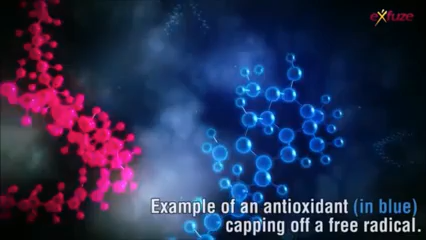 eXfuze
Example of an antioxidant (in blue)
capping off a free radical.